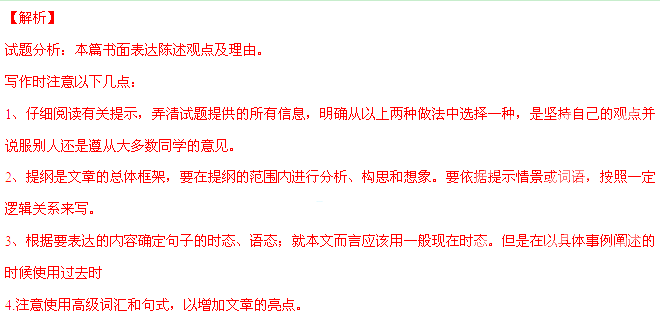 【解析】
试题分析：本篇书面表达陈述观点及理由。
写作时注意以下几点：
1、仔细阅读有关提示，弄清试题提供的所有信息，明确从以上两种做法中选择一种，是坚持自己的观点并
说服别人还是遵从大多数同学的意见。
2、提纲是文章的总体框架，要在提纲的范围内进行分析、构思和想象。要依据提示情景或词语，按照一定
逻辑关系来写。
3、根据要表达的内容确定句子的时态、语态；就本文而言应该用一般现在时态。但是在以具体事例阐述的
时候使用过去时
4.注意使用高级词汇和句式，以增加文章的亮点。